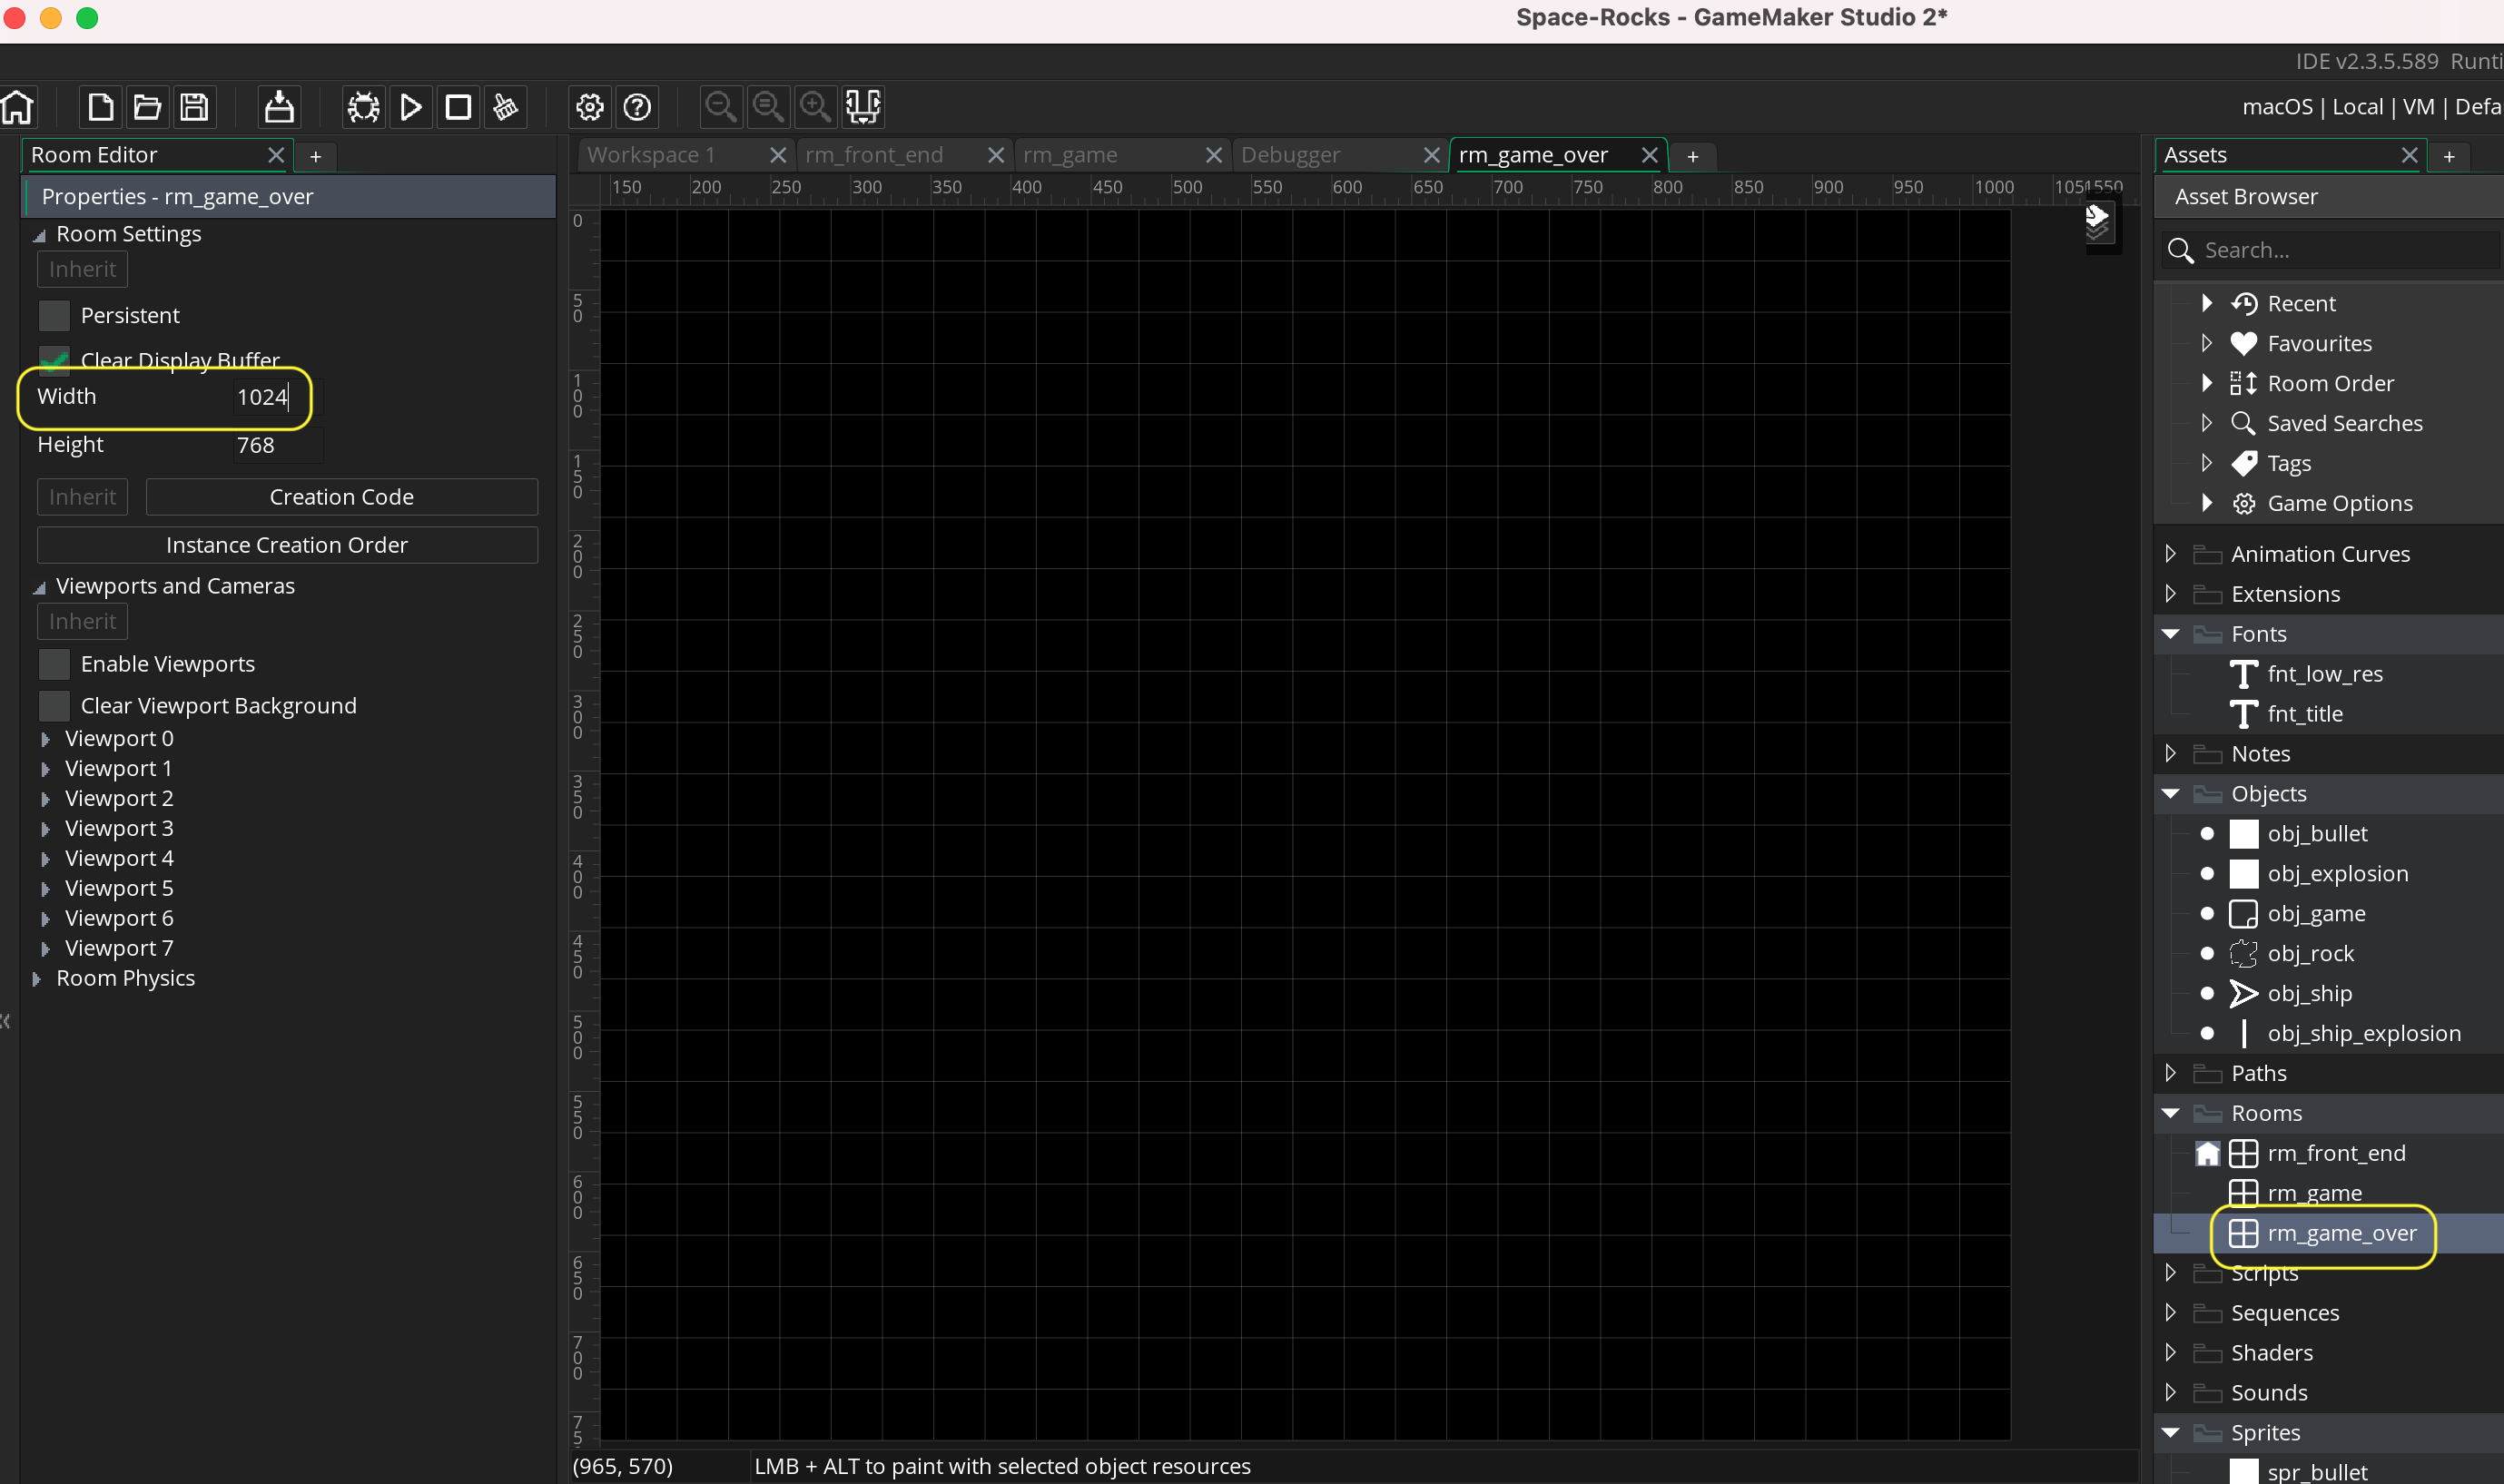 Space-Rocks - GameMaker Studio 2*
IDE v2.3.5.589 Runti
macOS | Local | VM | Defa
Room Editor
+
Properties - rm_game_over
Room Settings
Inherit
Persistent
Clear Display Buffer
Width 1024
Height 768
Inherit
Creation Code
Instance Creation Order
Viewports and Cameras
Inherit
Enable Viewports
Clear Viewport Background
Viewport 0
Viewport 1
Viewport 2
Viewport 3
Viewport 4
Viewport 5
Viewport 6
Viewport 7
Room Physics
Workspace 1
rm_front_end
rm_game
Debugger
rm_game_over
+
150 200 250 300 350 400 450 500 550 600 650 700 750 800 850 900 950 1000
0
50
100
150
200
250
300
350
400
450
500
550
600
650
700
75
(965, 570)
LMB + ALT to paint with selected object resources
Assets
+
Asset Browser
Search...
Recent
Favourites
Room Order
Saved Searches
Tags
Game Options
Animation Curves
Extensions
Fonts
fnt_low_res
fnt_title
Notes
Objects
obj_bullet
obj_explosion
obj_game
obj_rock
obj_ship
obj_ship_explosion
Paths
Rooms
rm_front_end
rm_game
rm_game_over
Scripts
Sequences
Shaders
Sounds
Sprites
spr_bullet